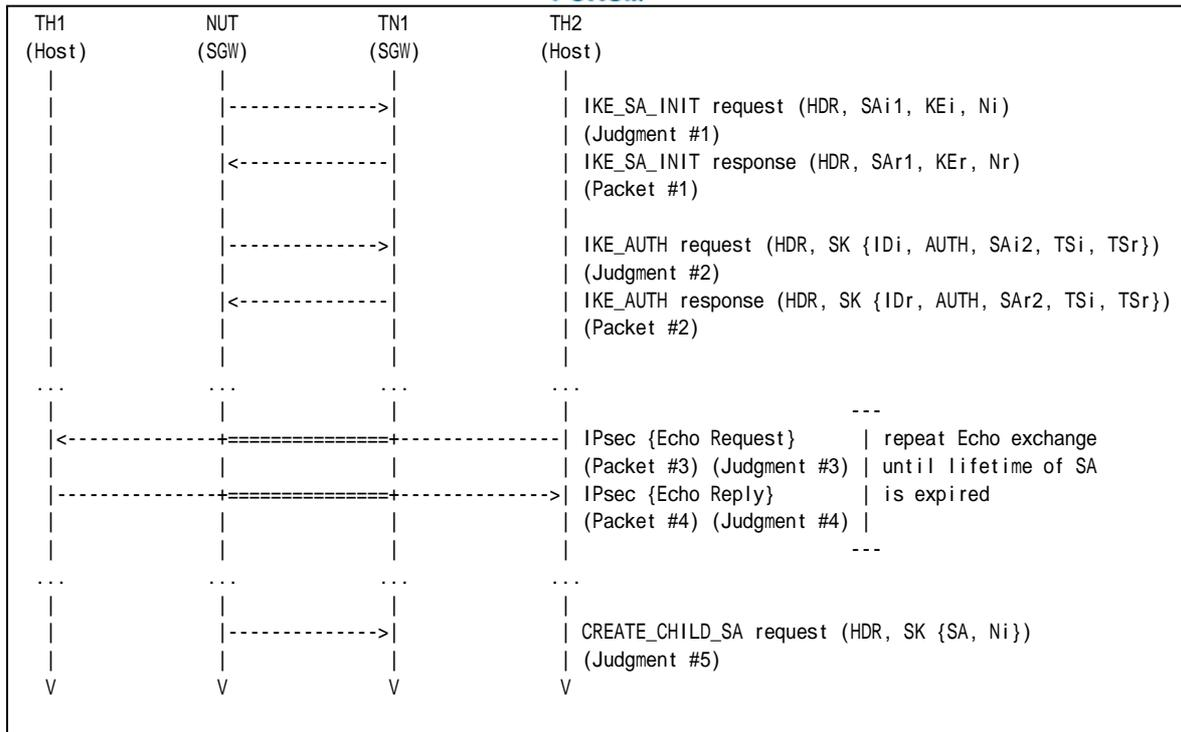 TH1 NUT TN1 TH2
(Host) (SGW) (SGW) (Host)
| | | |
| |-------------->| | IKE_SA_INIT request (HDR, SAi1, KEi, Ni)
| | | | (Judgment #1)
| |<--------------| | IKE_SA_INIT response (HDR, SAr1, KEr, Nr)
| | | | (Packet #1)
| | | |
| |-------------->| | IKE_AUTH request (HDR, SK {IDi, AUTH, SAi2, TSi, TSr})
| | | | (Judgment #2)
| |<--------------| | IKE_AUTH response (HDR, SK {IDr, AUTH, SAr2, TSi, TSr})
| | | | (Packet #2)
| | | |
... ... ... ...
| | | | ---
|<--------------+===============+--------------| IPsec {Echo Request} | repeat Echo exchange
| | | | (Packet #3) (Judgment #3) | until lifetime of SA
|---------------+===============+-------------->| IPsec {Echo Reply} | is expired
| | | | (Packet #4) (Judgment #4) |
| | | | ---
... ... ... ...
| | | |
| |-------------->| | CREATE_CHILD_SA request (HDR, SK {SA, Ni})
| | | | (Judgment #5)
V V V V